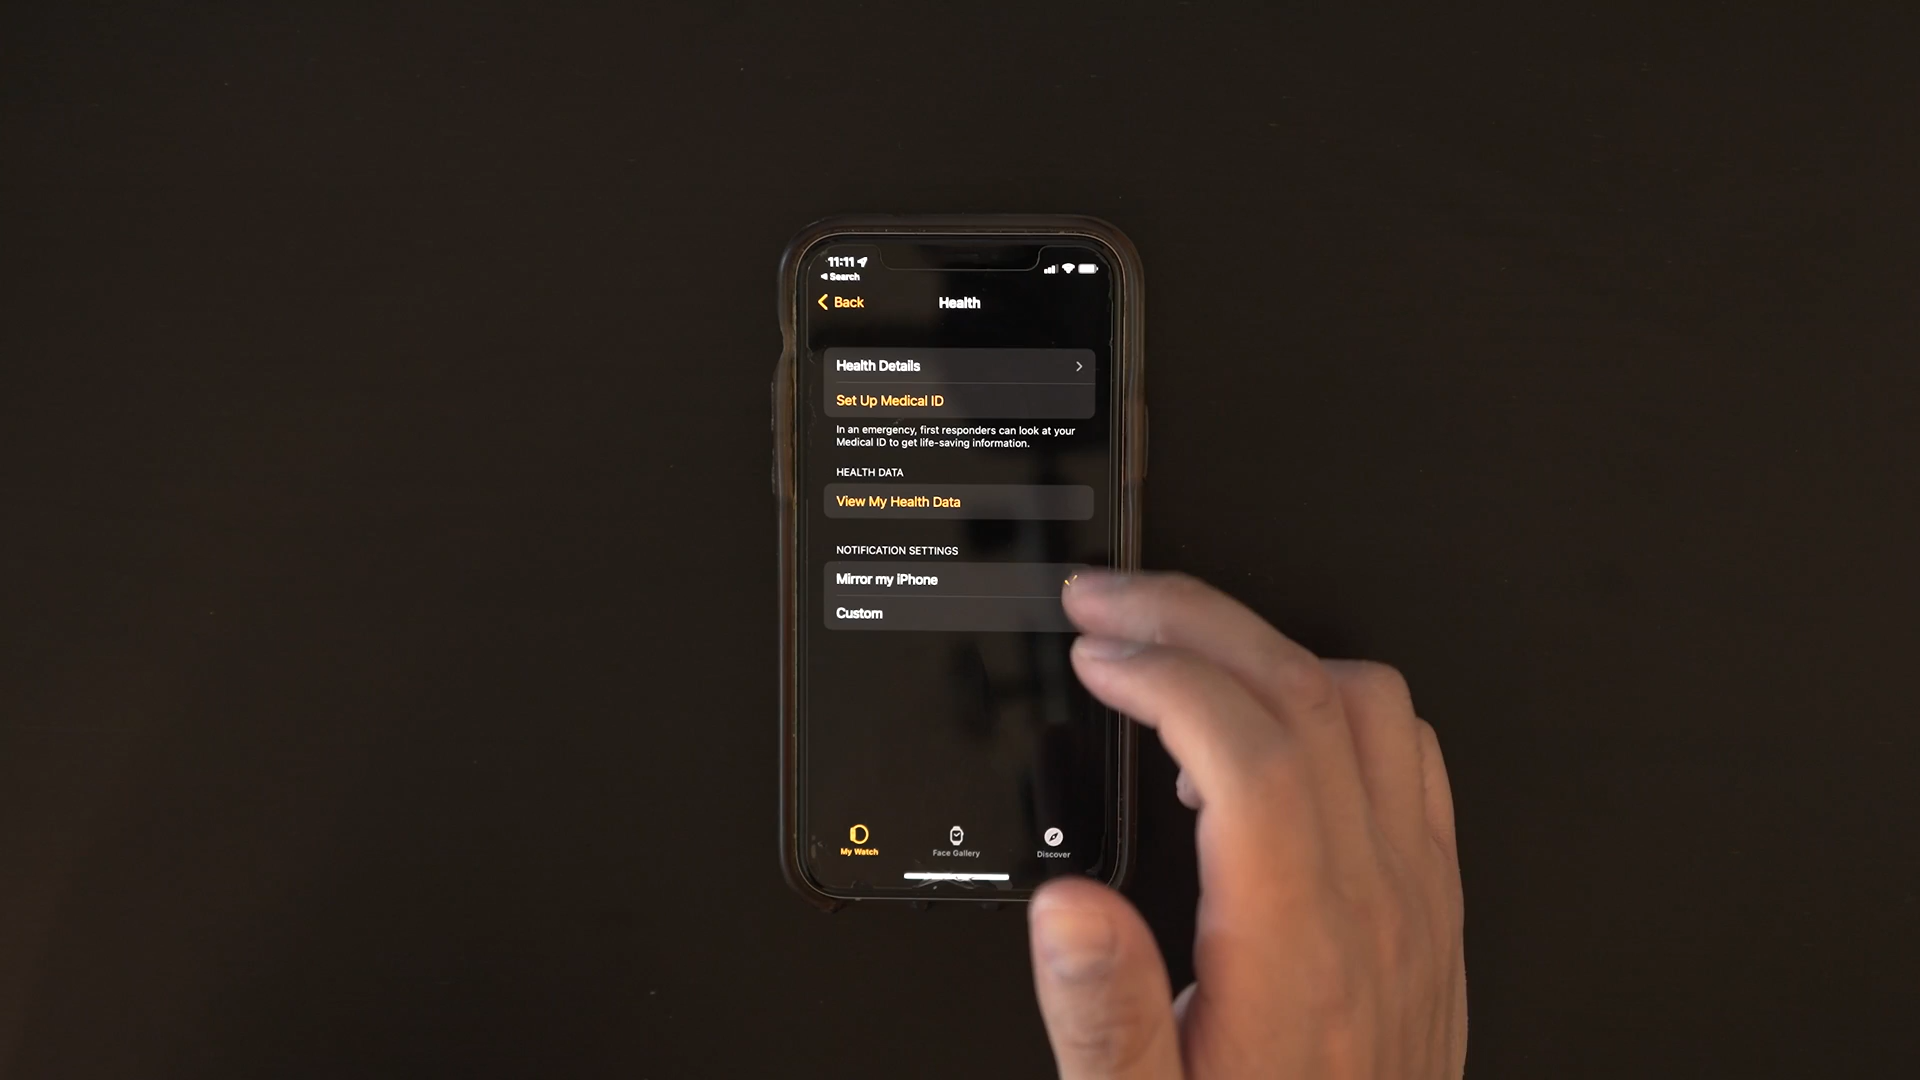 11:11
Search
Back
Health
Health Details
Set Up Medical ID
In an emergency, first responders can look at your
Medical ID to get life-saving information.
HEALTH DATA
View My Health Data
NOTIFICATION SETTINGS
Mirror my iPhone
Custom
My Watch
Face Gallery
Discover